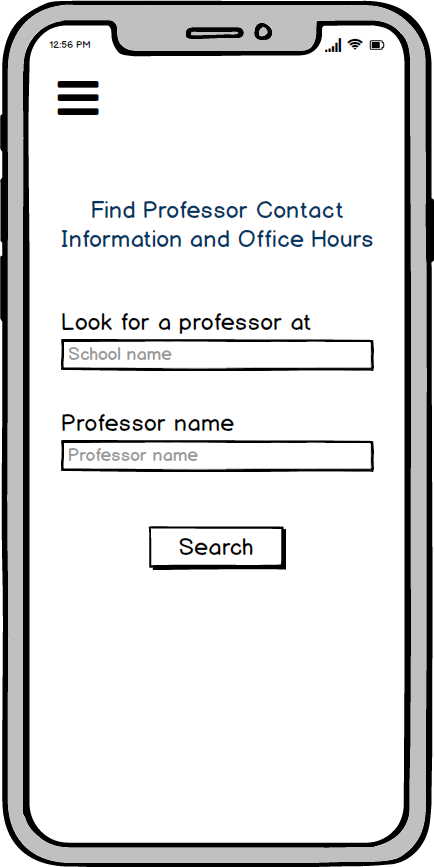 12:56 PM
Find Professor Contact
Information and Office Hours
Look for a professor at
School name
Professor name
Professor name
Search